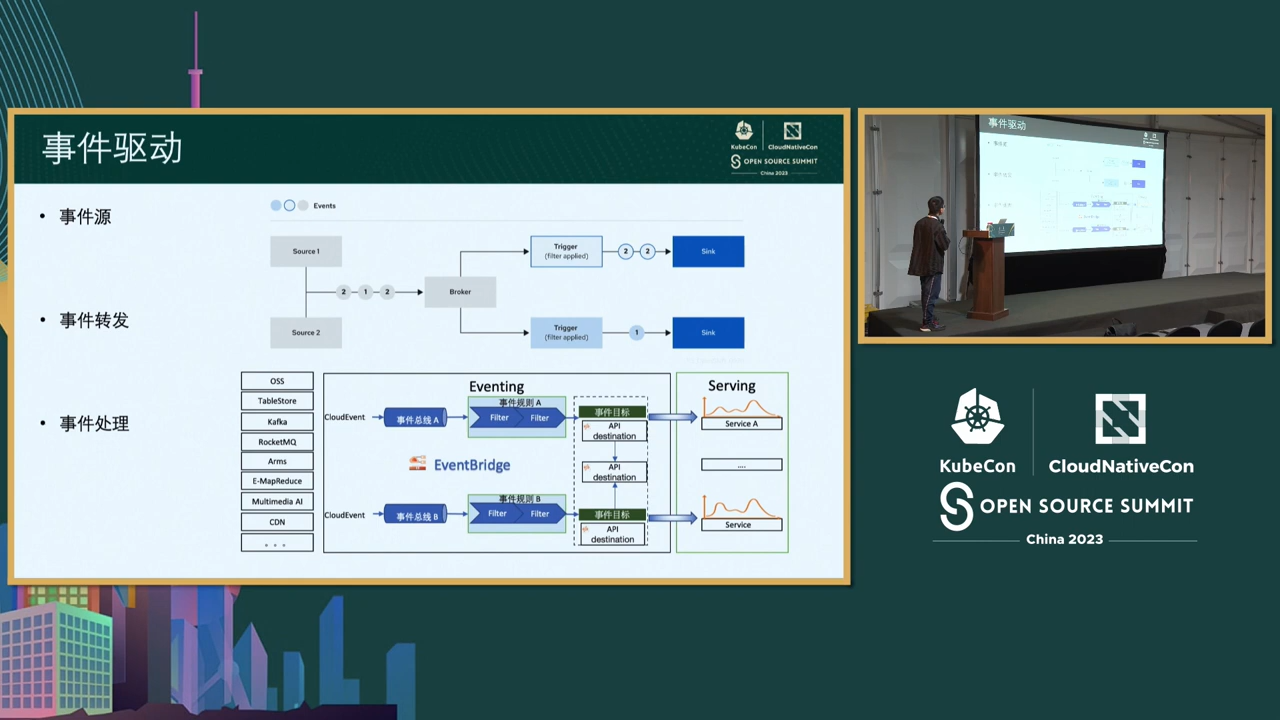 事件驱动
KubeCon
CloudNativeCon
OPEN SOURCE SUMMIT
China 2023
• 事件源
• 事件转发
• 事件处理
Events
Source 1
Source 2
2
1
2
Broker
Trigger
(filter applied)
2
2
Sink
Trigger
(filter applied)
1
Sink
OSS
TableStore
Kafka
RocketMQ
Arms
E-MapReduce
Multimedia AI
CDN
• • •
Eventing
CloudEvent
事件总线 A
事件规则 A
Filter
Filter
事件目标
API
destination
EventBridge
API
destination
CloudEvent
事件总线 B
事件规则 B
Filter
Filter
事件目标
API
destination
Serving
Service A
....
Service
事件驱动
KubeCon
CloudNativeCon
OPEN SOURCE SUMMIT
China 2023